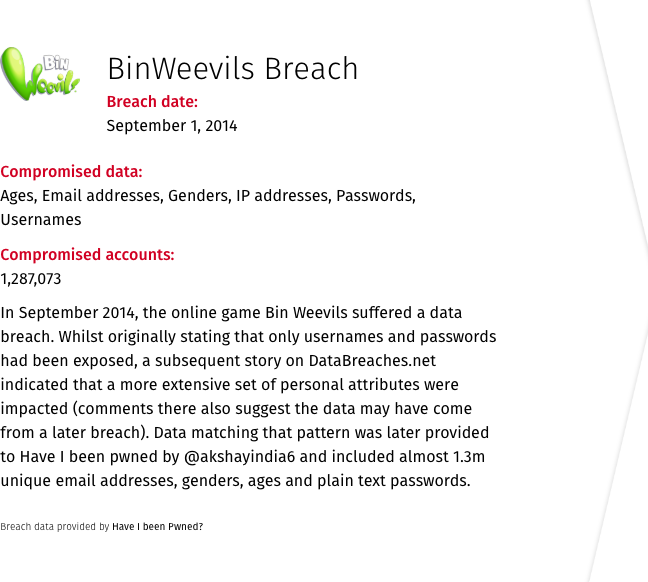 Bin
Weevils
BinWeevils Breach
Breach date:
September 1, 2014
Compromised data:
Ages, Email addresses, Genders, IP addresses, Passwords,
Usernames
Compromised accounts:
1,287,073
In September 2014, the online game Bin Weevils suffered a data
breach. Whilst originally stating that only usernames and passwords
had been exposed, a subsequent story on DataBreaches.net
indicated that a more extensive set of personal attributes were
impacted (comments there also suggest the data may have come
from a later breach). Data matching that pattern was later provided
to Have I been pwned by @akshayindia6 and included almost 1.3m
unique email addresses, genders, ages and plain text passwords.
Breach data provided by Have I been Pwned?